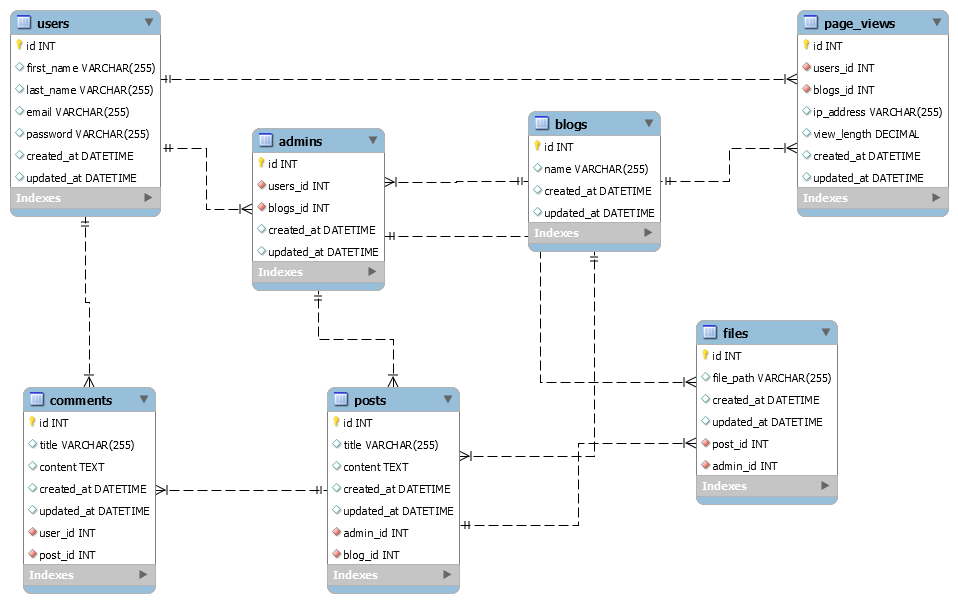 users
id INT
first_name VARCHAR(255)
last_name VARCHAR(255)
email VARCHAR(255)
password VARCHAR(255)
created_at DATETIME
updated_at DATETIME
Indexes
admins
id INT
users_id INT
blogs_id INT
created_at DATETIME
updated_at DATETIME
Indexes
blogs
id INT
name VARCHAR(255)
created_at DATETIME
updated_at DATETIME
Indexes
page_views
id INT
users_id INT
blogs_id INT
ip_address VARCHAR(255)
view_length DECIMAL
created_at DATETIME
updated_at DATETIME
Indexes
comments
id INT
title VARCHAR(255)
content TEXT
created_at DATETIME
updated_at DATETIME
user_id INT
post_id INT
Indexes
posts
id INT
title VARCHAR(255)
content TEXT
created_at DATETIME
updated_at DATETIME
admin_id INT
blog_id INT
Indexes
files
id INT
file_path VARCHAR(255)
created_at DATETIME
updated_at DATETIME
post_id INT
admin_id INT
Indexes